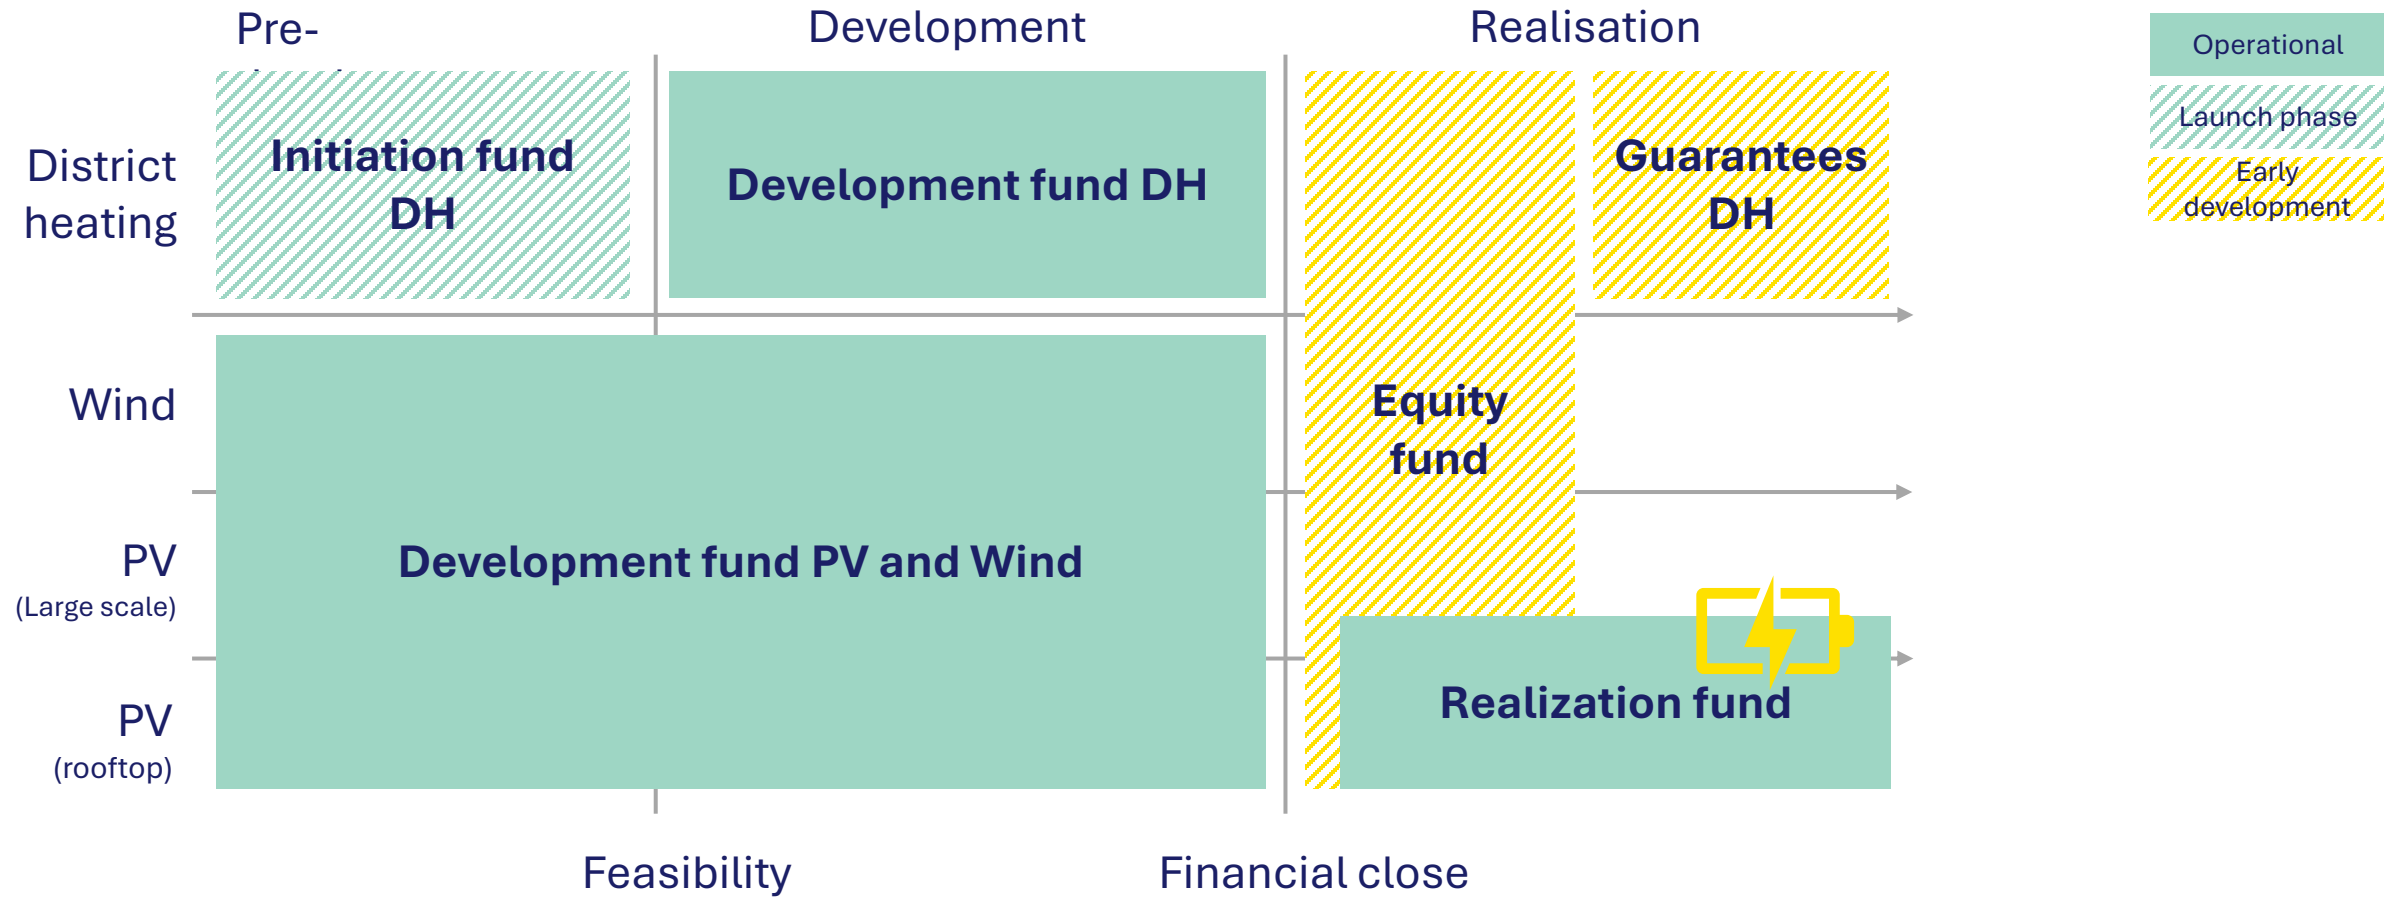 Pre-
Development
Realisation
Operational
Launch phase
Early
development
District
heating
Initiation fund
DH
Development fund DH
Guarantees
DH
Wind
Equity
fund
PV
(Large scale)
Development fund PV and Wind
PV
(rooftop)
Realization fund
Feasibility
Financial close